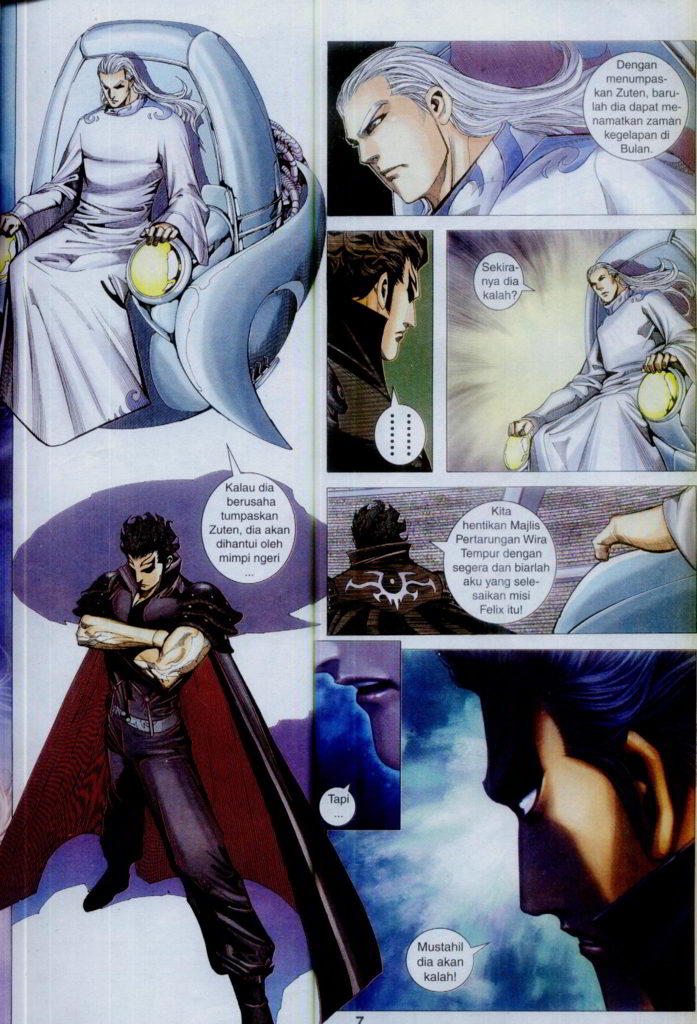 Kalau dia
berusaha
tumpaskan
Zuten, dia akan
dihantui oleh
mimpi ngeri
...
Dengan
menumpas-
kan Zuten, baru-
lah dia dapat me-
namatkan zaman
kegelapan di
Bulan.
Sekira-
nya dia
kalah?
Kita
hentikan Majlis
Pertarungan Wira
Tempur dengan
segera dan biarlah
aku yang sele-
saikan misi
Felix itu!
Tapi
...
Mustahil
dia akan
kalah!
7